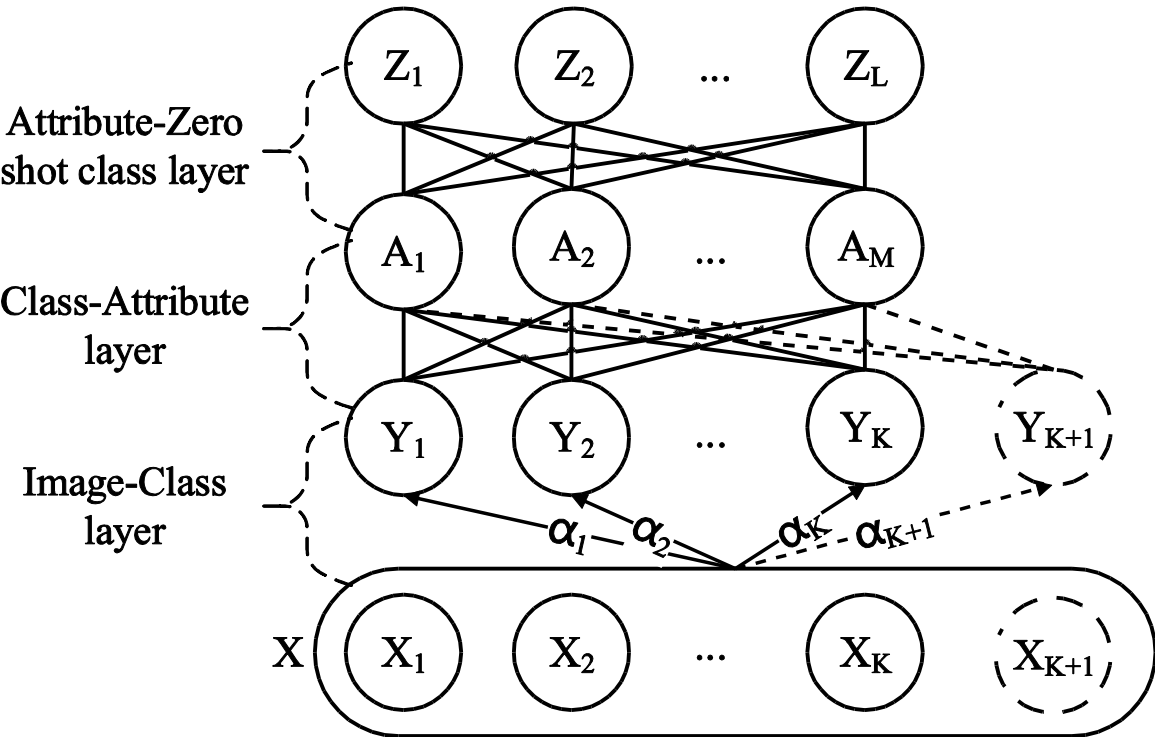 Z1 Z2 ... ZL
Attribute-Zero
shot class layer
A1 A2 ... AM
Class-Attribute
layer
Y1 Y2 ... YK YK+1
Image-Class
layer
α1 α2 αK αK+1
X X1 X2 ... XK XK+1